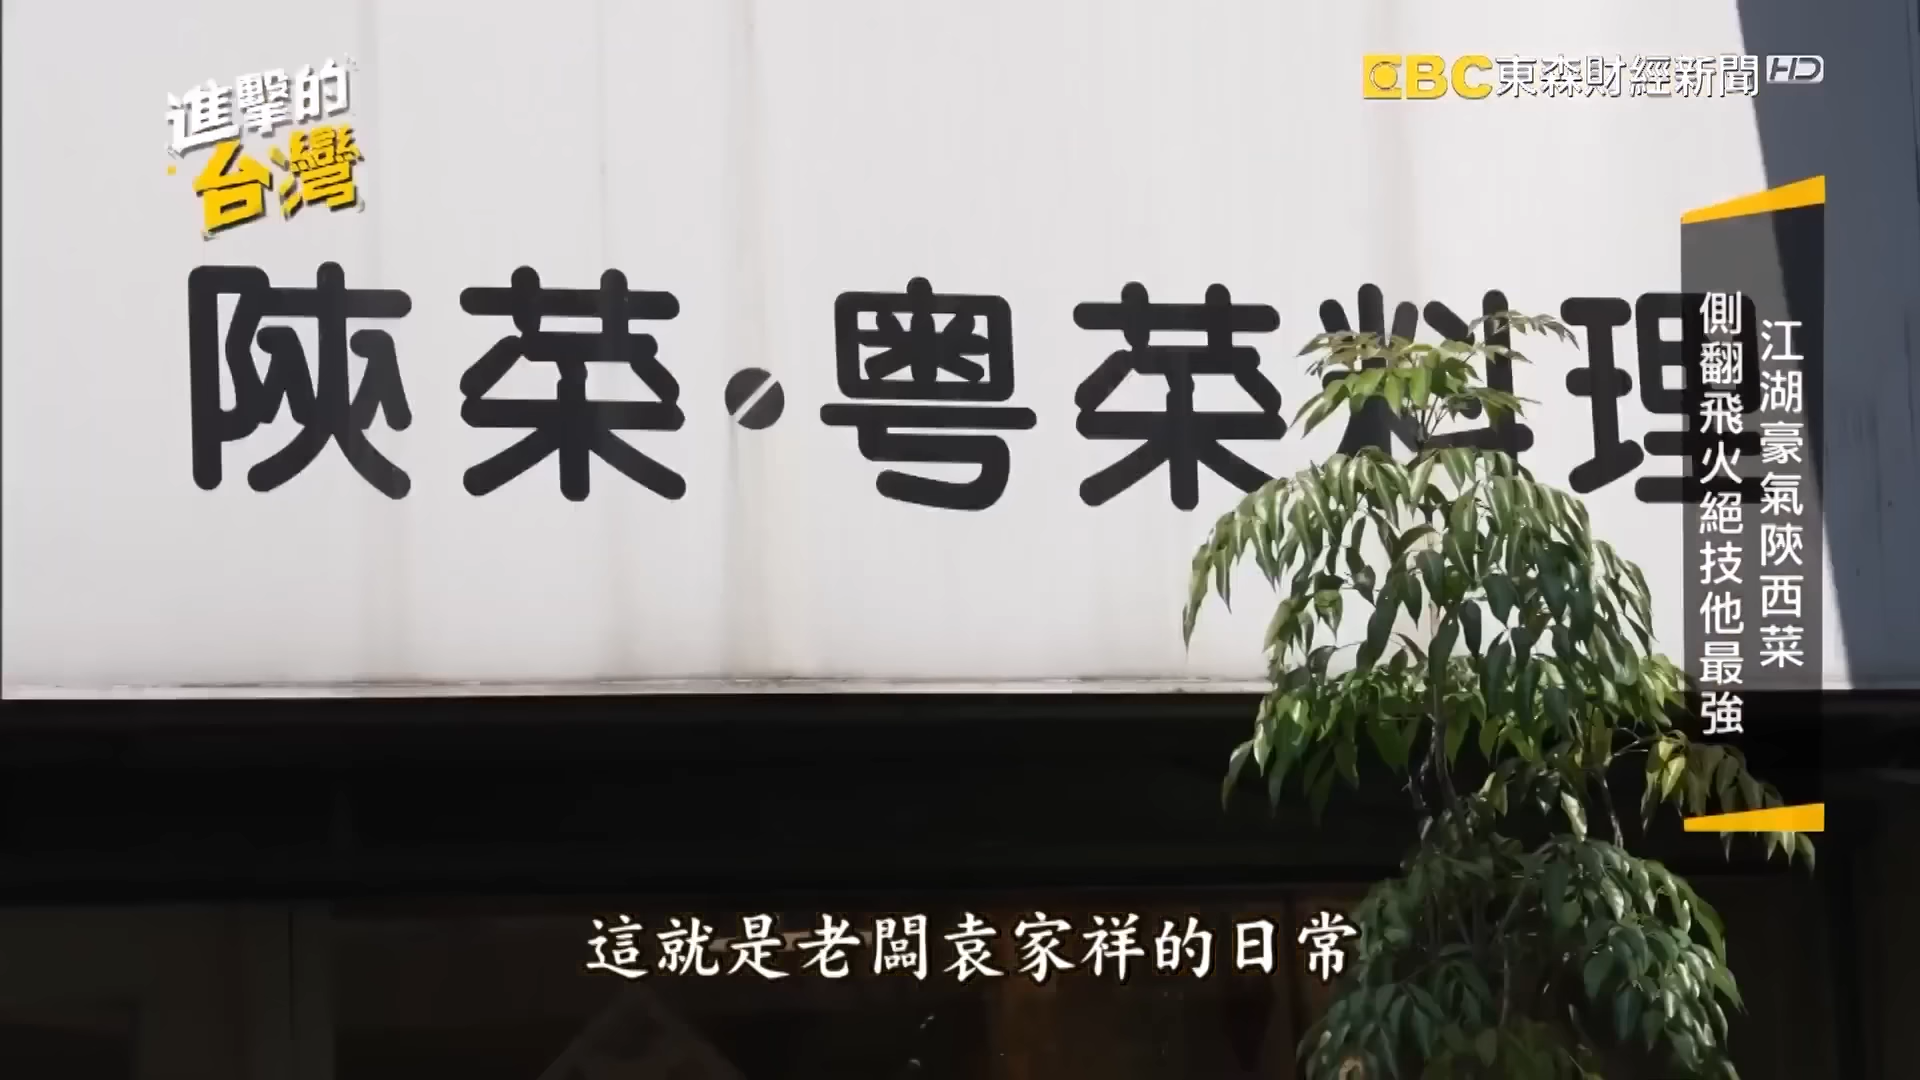 進擊的
台灣
EBC東森財經新聞HD
陝菜·粵菜料理
江湖豪氣陝西菜
側翻飛火絕技他最強
這就是老闆袁家祥的日常